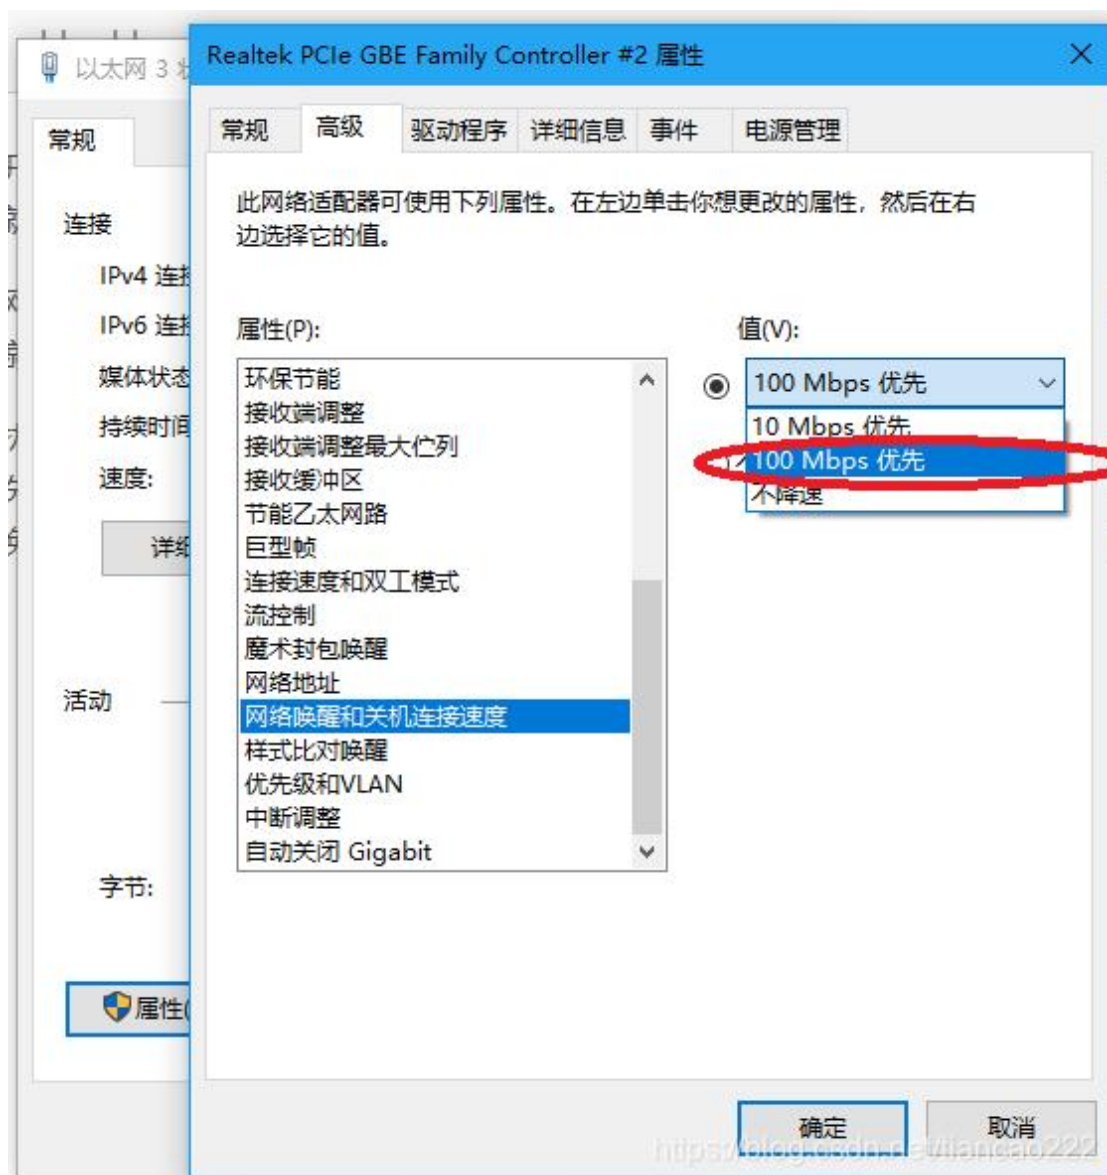 以太网 3
Realtek PCIe GBE Family Controller #2 属性
常规
常规
高级
驱动程序
详细信息
事件
电源管理
此网络适配器可使用下列属性。在左边单击你想更改的属性，然后在右
边选择它的值。
连接
IPv4
IPv6
媒体状态
持续时间
速度:
活动
字节:
属性(
属性(P):
环保节能
接收端调整
接收端调整最大伫列
接收缓冲区
节能乙太网路
巨型帧
连接速度和双工模式
流控制
魔术封包唤醒
网络地址
网络唤醒和关机连接速度
样式比对唤醒
优先级和VLAN
中断调整
自动关闭 Gigabit
值(V):
100 Mbps 优先
10 Mbps 优先
100 Mbps 优先
不降速
确定
取消
https://blog.csdn.net/tiancao222